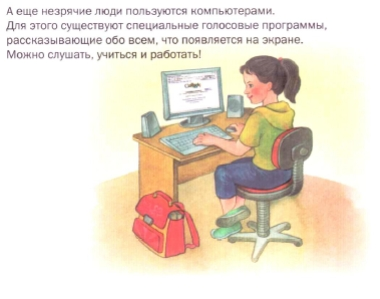 А еще незрячие люди пользуются компьютерами.
Для этого существуют специальные голосовые программы,
рассказывающие обо всем, что появляется на экране.
Можно слушать, учиться и работать!